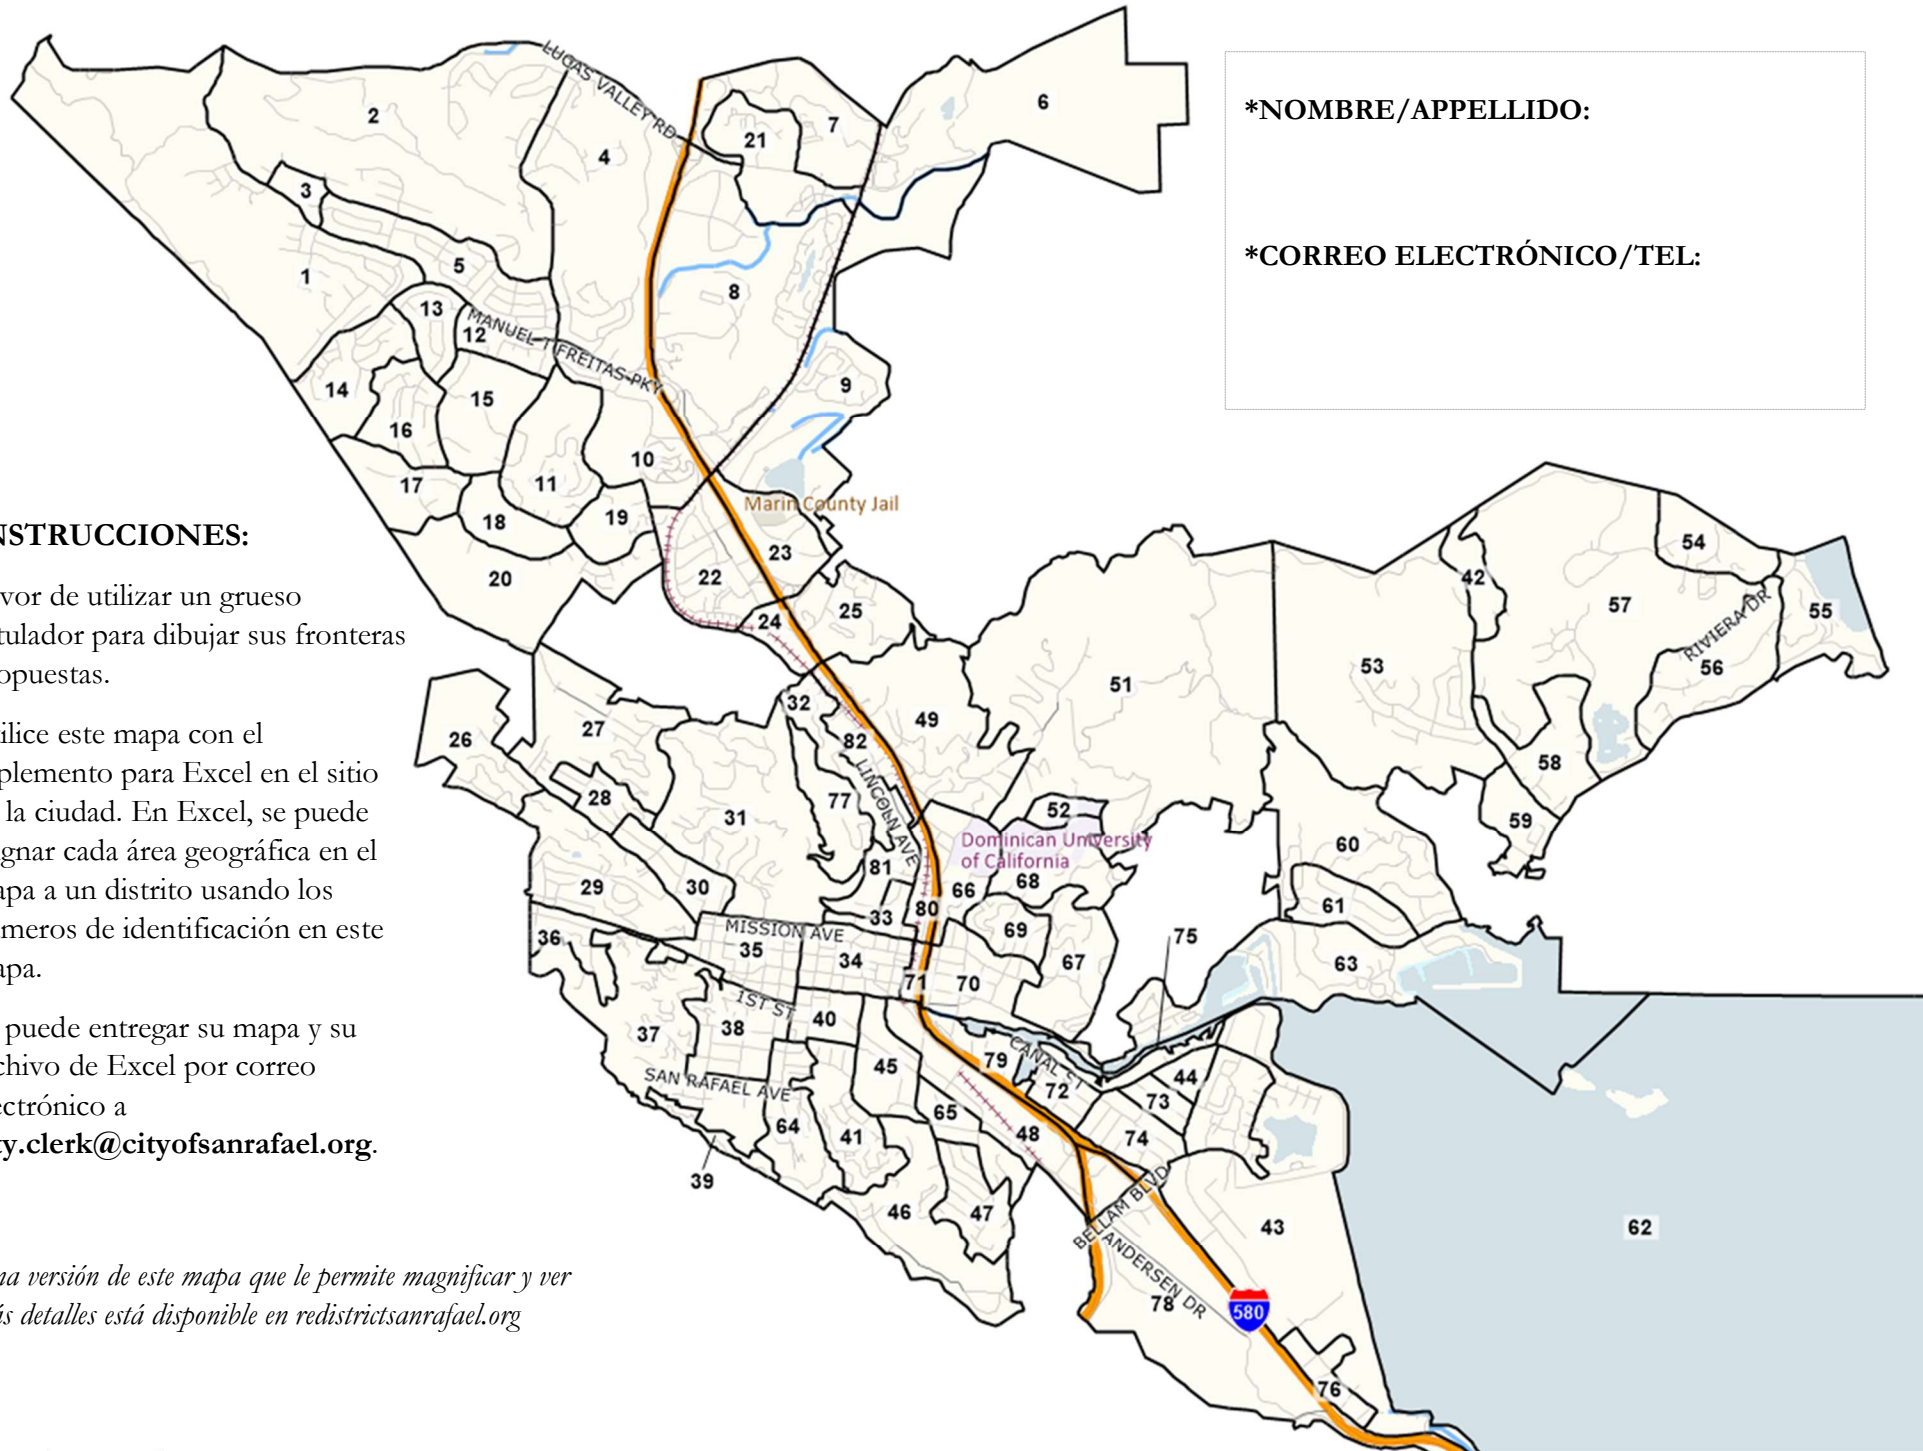 *NOMBRE/APPELLIDO:
*CORREO ELECTRÓNICO/TEL:
NSTRUCCIONES:
vor de utilizar un grueso
tulador para dibujar sus fronteras
opuestas.
ilice este mapa con el
plemento para Excel en el sitio
la ciudad. En Excel, se puede
ignar cada área geográfica en el
apa a un distrito usando los
úmeros de identificación en este
apa.
puede entregar su mapa y su
chivo de Excel por correo
ectrónico a
ty.clerk@cityofsanrafael.org.
na versión de este mapa que le permite magnificar y ver
ás detalles está disponible en redistrictsanrafael.org
LUCAS VALLEY RD
MANUEL T FREITAS PKY
Marin County Jail
RIVIERA DR
LINCOLN AVE
Dominican University
of California
MISSION AVE
1ST ST
SAN RAFAEL AVE
CANAL ST
BELLAM BLVD
ANDERSEN DR
580
1
2
3
4
5
6
7
8
9
10
11
12
13
14
15
16
17
18
19
20
21
22
23
24
25
26
27
28
29
30
31
32
33
34
35
36
37
38
39
40
41
42
43
44
45
46
47
48
49
51
52
53
54
55
56
57
58
59
60
61
62
63
64
65
66
67
68
69
70
71
72
73
74
75
76
77
78
79
80
81
82